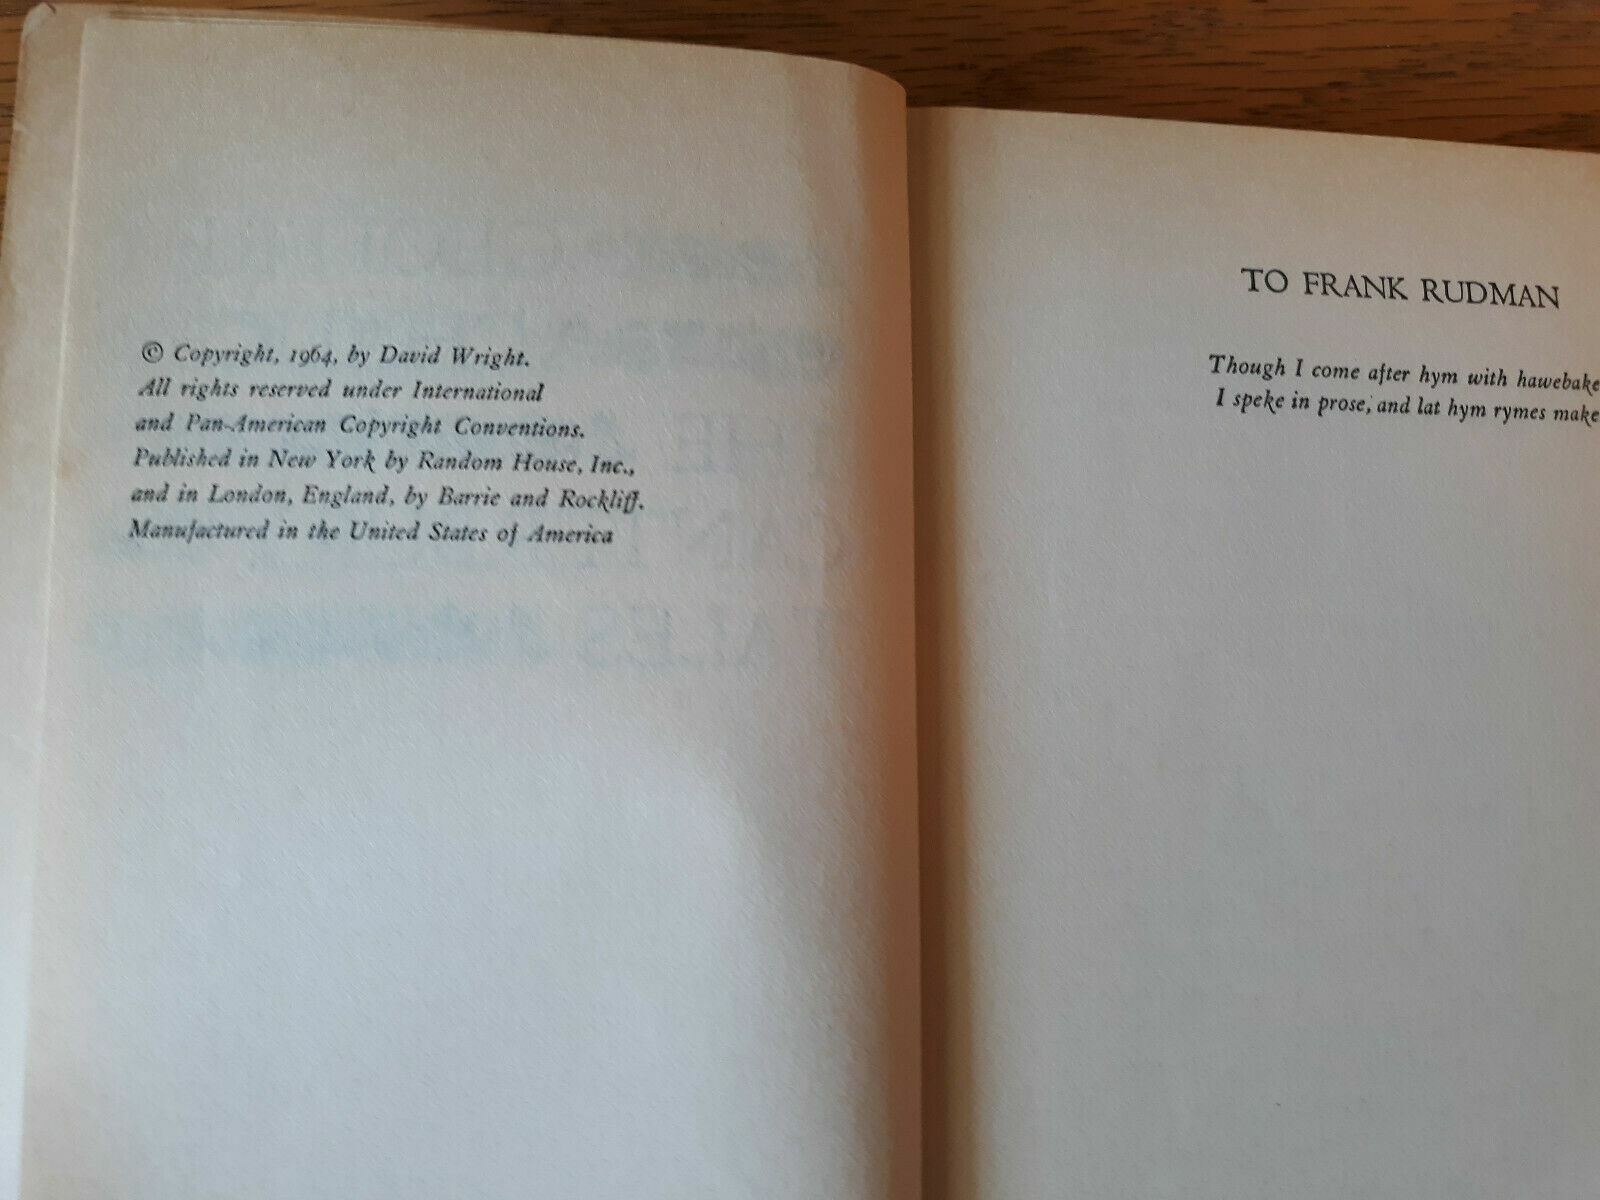 © Copyright, 1964, by David Wright.
All rights reserved under International
and Pan-American Copyright Conventions.
Published in New York by Random House, Inc.,
and in London, England, by Barrie and Rockliff.
Manufactured in the United States of America
TO FRANK RUDMAN
Though I come after hym with hawebake
I speke in prose, and lat hym rymes make